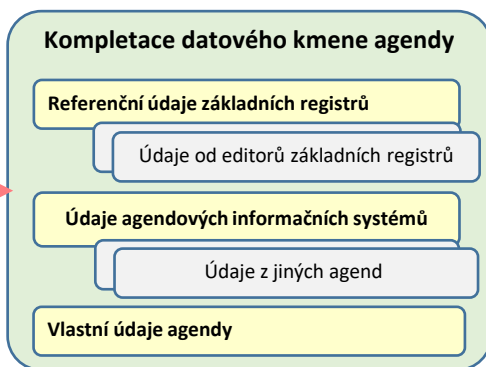 Kompletace datového kmene agendy
Referenční údaje základních registrů
Údaje od editorů základních registrů
Údaje agendových informačních systémů
Údaje z jiných agend
Vlastní údaje agendy